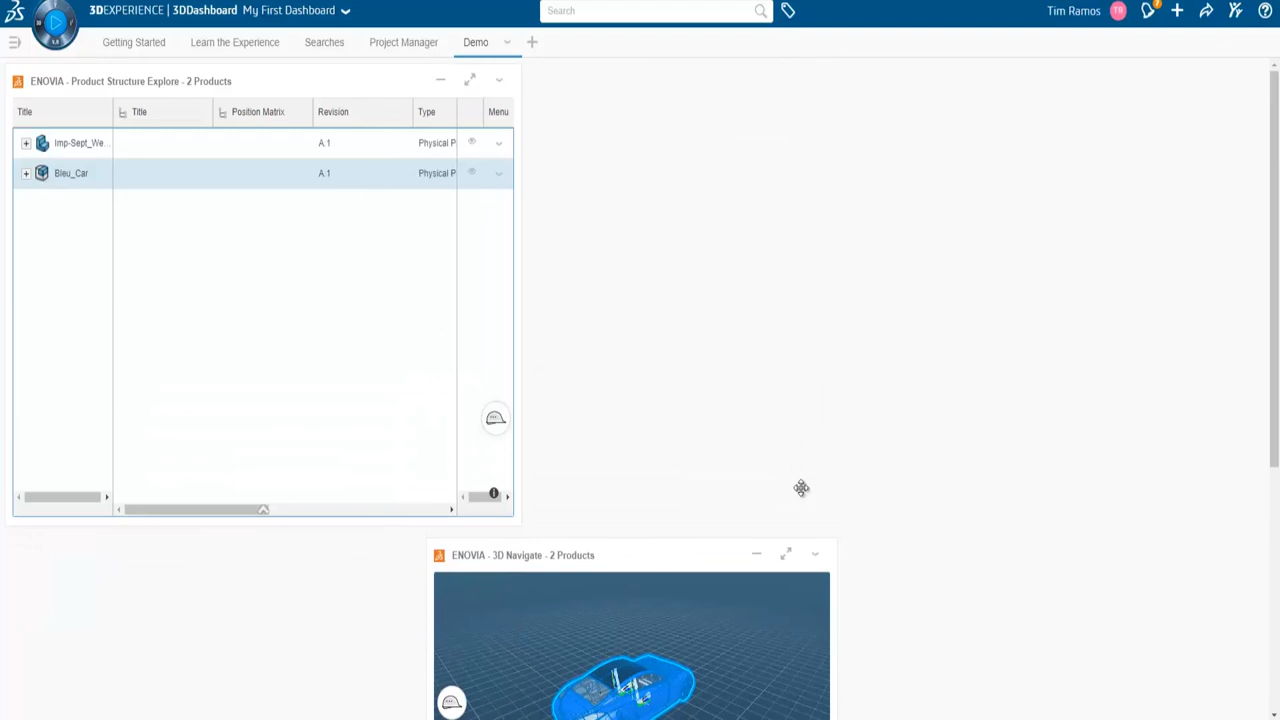 3DEXPERIENCE | 3DDashboard My First Dashboard
Search
Tim Ramos TR
V.R
Getting Started Learn the Experience Searches Project Manager Demo
ENOVIA - Product Structure Explore - 2 Products
Title Title Position Matrix Revision Type Menu
Imp-Sept_We... A.1 Physical P
Bleu_Car A.1 Physical P
ENOVIA - 3D Navigate - 2 Products